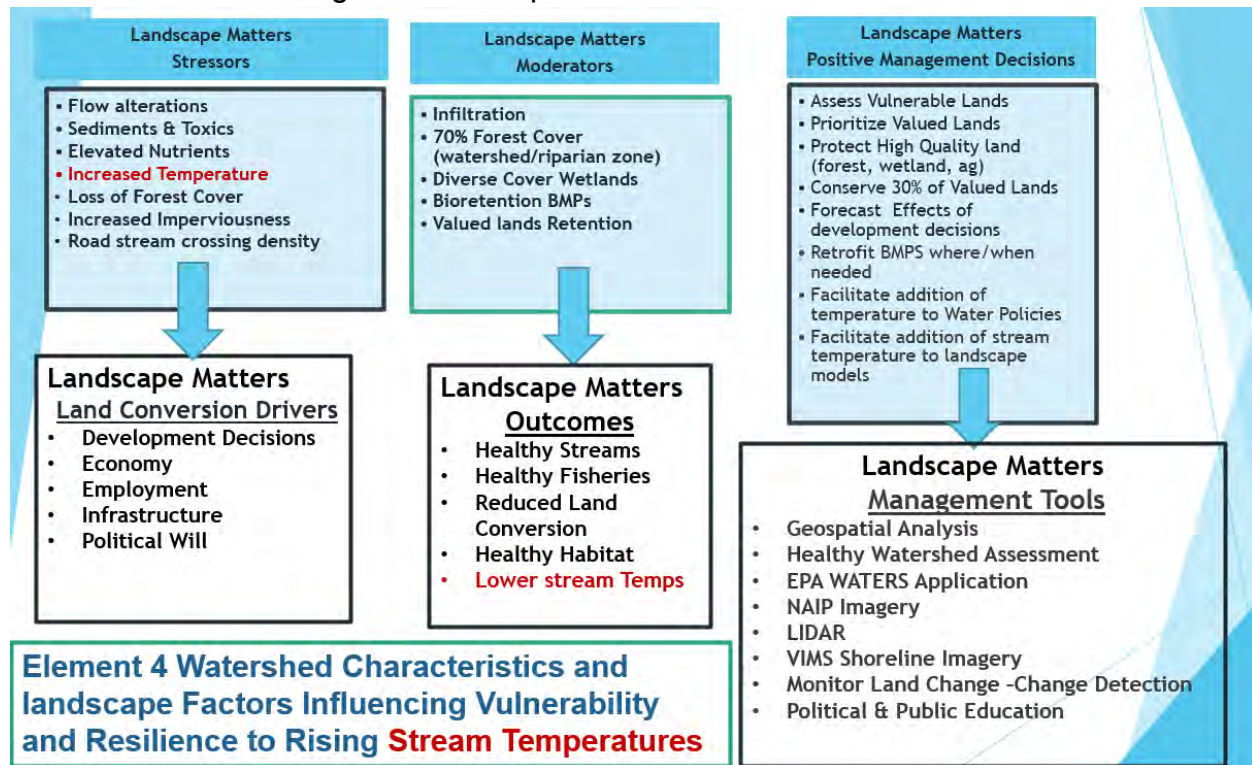 Landscape Matters
Stressors
• Flow alterations
• Sediments & Toxics
• Elevated Nutrients
• Increased Temperature
• Loss of Forest Cover
• Increased Imperviousness
• Road stream crossing density
Landscape Matters
Land Conversion Drivers
• Development Decisions
• Economy
• Employment
• Infrastructure
• Political Will
Landscape Matters
Moderators
• Infiltration
• 70% Forest Cover
(watershed/riparian zone)
• Diverse Cover Wetlands
• Bioretention BMPs
• Valued lands Retention
Landscape Matters
Outcomes
• Healthy Streams
• Healthy Fisheries
• Reduced Land
Conversion
• Healthy Habitat
• Lower stream Temps
Landscape Matters
Positive Management Decisions
• Assess Vulnerable Lands
• Prioritize Valued Lands
• Protect High Quality land
(forest, wetland, ag)
• Conserve 30% of Valued Lands
• Forecast Effects of
development decisions
• Retrofit BMPS where/when
needed
• Facilitate addition of
temperature to Water Policies
• Facilitate addition of stream
temperature to landscape
models
Landscape Matters
Management Tools
• Geospatial Analysis
• Healthy Watershed Assessment
• EPA WATERS Application
• NAIP Imagery
• LIDAR
• VIMS Shoreline Imagery
• Monitor Land Change –Change Detection
• Political & Public Education
Element 4 Watershed Characteristics and
landscape Factors Influencing Vulnerability
and Resilience to Rising Stream Temperatures